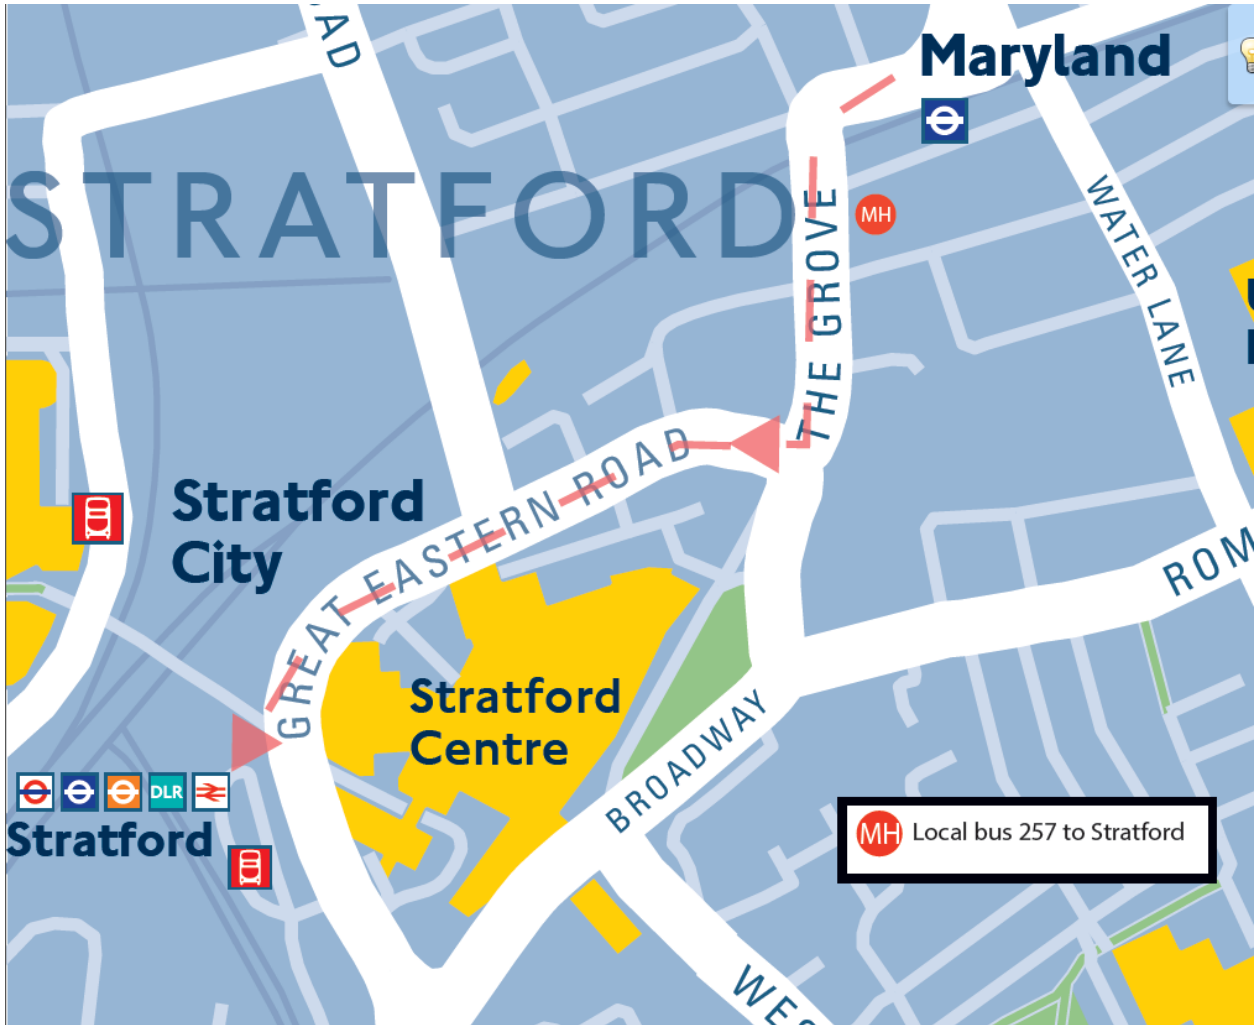 AD
Maryland
STRATFORD
MH
THE GROVE
WATER LANE
GREAT EASTERN ROAD
Stratford
City
ROM
Stratford
Centre
BROADWAY
DLR
Stratford
MH Local bus 257 to Stratford
WES